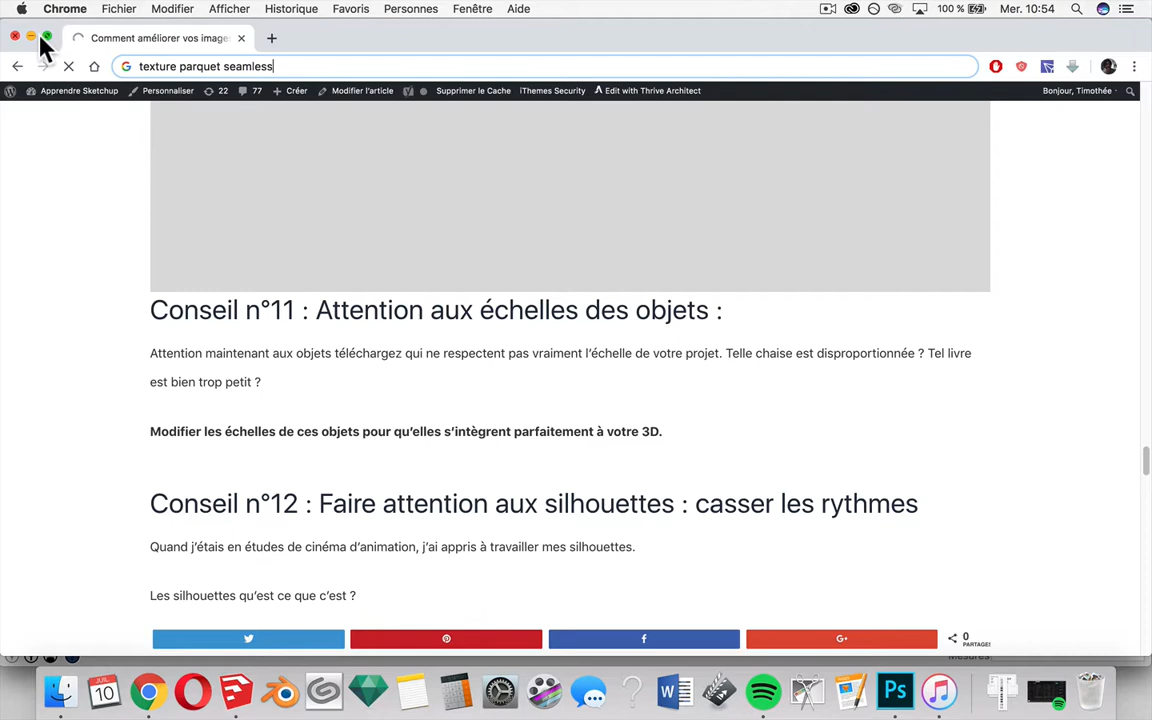 Chrome Fichier Modifier Afficher Historique Favoris Personnes Fenêtre Aide 100 % Mer. 10:54
Comment améliorer vos image
texture parquet seamless
Apprendre Sketchup Personnaliser 22 77 Créer Modifier l'article Supprimer le Cache iThemes Security Edit with Thrive Architect Bonjour, Timothée
Conseil n°11 : Attention aux échelles des objets :
Attention maintenant aux objets téléchargez qui ne respectent pas vraiment l'échelle de votre projet. Telle chaise est disproportionnée ? Tel livre
est bien trop petit ?
Modifier les échelles de ces objets pour qu'elles s'intègrent parfaitement à votre 3D.
Conseil n°12 : Faire attention aux silhouettes : casser les rythmes
Quand j'étais en études de cinéma d'animation, j'ai appris à travailler mes silhouettes.
Les silhouettes qu'est ce que c'est ?
0
PARTAGE!
Mesures
JUIL
10
Ps